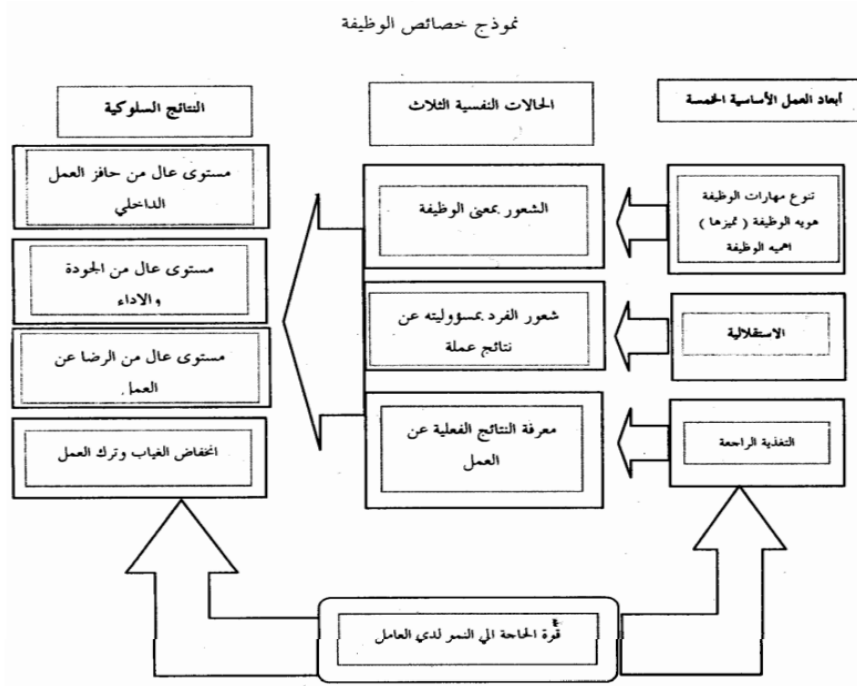 نموذج خصائص الوظيفة
أبعاد العمل الأساسية الخمسة
الحالات النفسية الثلاث
النتائج السلوكية
تنوع مهارات الوظيفة
هويه الوظيفة ( تميزها )
اهميه الوظيفة
الشعور بمعنى الوظيفة
مستوى عال من حافز العمل
الداخلي
الاستقلالية
شعور الفرد بمسؤوليته عن
نتائج عملة
مستوى عال من الجودة
والاداء
مستوى عال من الرضا عن
العمل
التغذية الراجعة
معرفة النتائج الفعلية عن
العمل
انخفاض الغياب وترك العمل
قوة الحاجة الي النمو لدي العامل